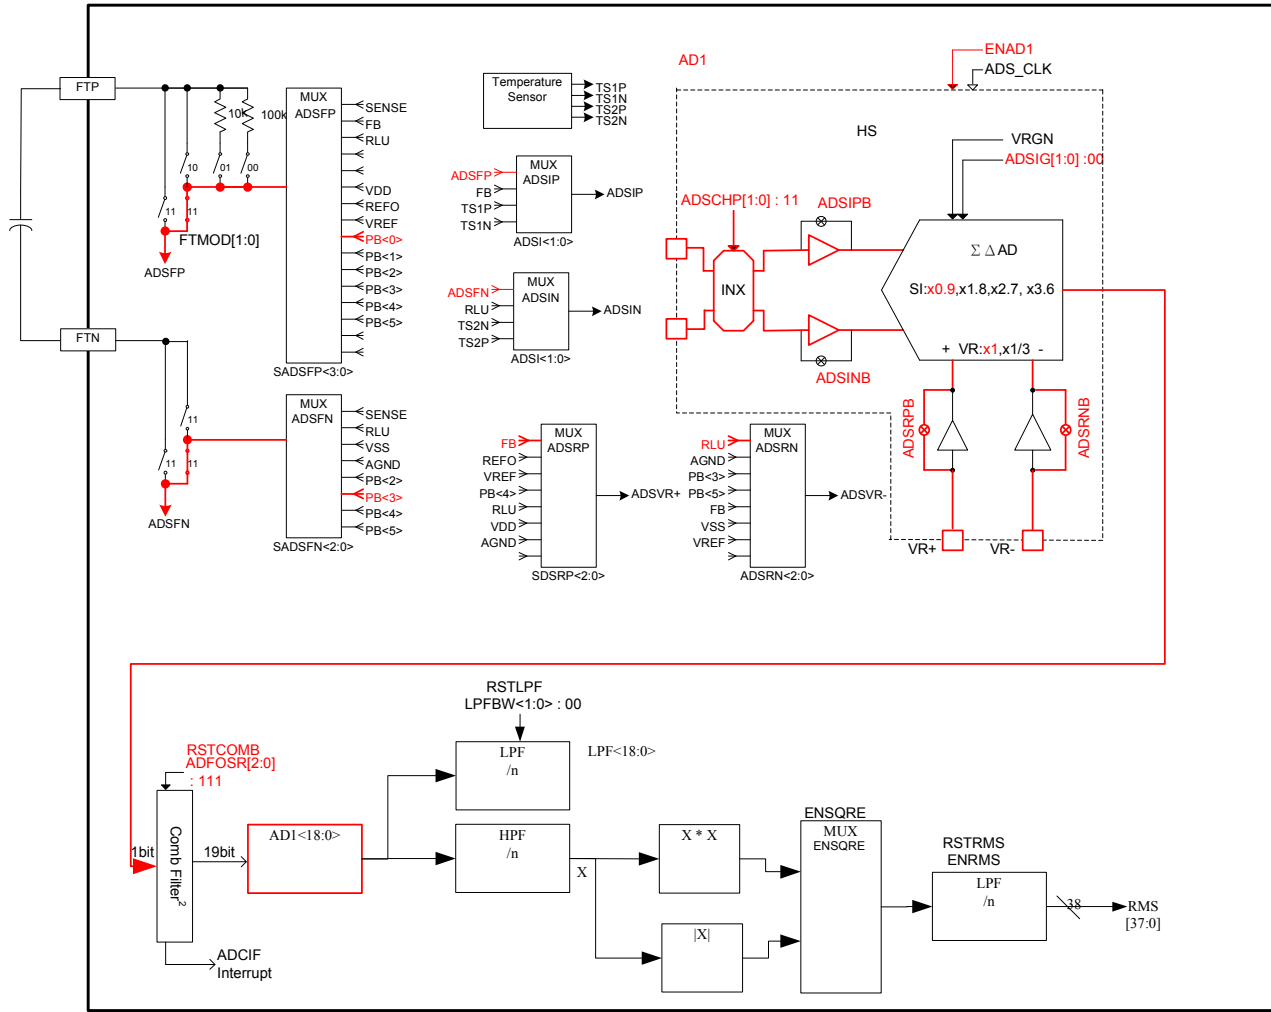 FTP
10k
100k
10
01
00
11
11
FTMOD[1:0]
ADSFP
MUX
ADSFP
SENSE
FB
RLU
VDD
REFO
VREF
PB<0>
PB<1>
PB<2>
PB<3>
PB<4>
PB<5>
SADSFP<3:0>
FTN
11
11
11
ADSFN
MUX
ADSFN
SENSE
RLU
VSS
AGND
PB<2>
PB<3>
PB<4>
PB<5>
SADSFN<2:0>
Temperature
Sensor
TS1P
TS1N
TS2P
TS2N
MUX
ADSIP
ADSFP
FB
TS1P
TS1N
ADSIP
ADSI<1:0>
MUX
ADSIN
ADSFN
RLU
TS2N
TS2P
ADSIN
ADSI<1:0>
MUX
ADSRP
FB
REFO
VREF
PB<4>
RLU
VDD
AGND
ADSVR+
SDSRP<2:0>
MUX
ADSRN
RLU
AGND
PB<3>
PB<5>
FB
VSS
VREF
ADSVR-
ADSRN<2:0>
AD1
ENAD1
ADS_CLK
HS
VRGN
ADSIG[1:0] :00
ADSCHP[1:0] : 11
ADSIPB
INX
ADSINB
Σ Δ AD
SI:x0.9,x1.8,x2.7, x3.6
+ VR:x1,x1/3 -
ADSRPB
ADSRNB
VR+
VR-
RSTCOMB
ADFOSR[2:0]
: 111
1bit
Comb Filter2
19bit
ADCIF
Interrupt
AD1<18:0>
RSTLPF
LPFBW<1:0> : 00
LPF
/n
LPF<18:0>
HPF
/n
X
X * X
|X|
ENSQRE
MUX
ENSQRE
RSTRMS
ENRMS
LPF
/n
38
RMS
[37:0]